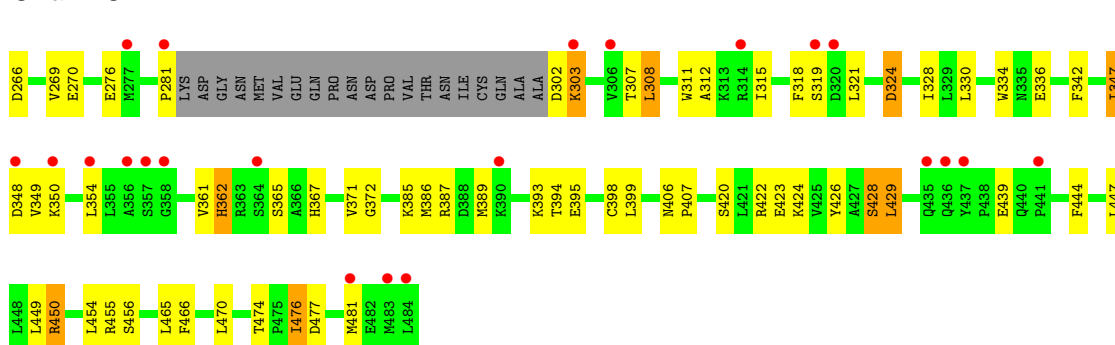 D266 V269 E270 E276 M277 P281 LYS ASP GLY ASN MET VAL GLU GLN PRO ASN ASP PRO VAL THR ASN ILE CYS GLN ALA ALA D302 K303 V306 T307 L308 W311 A312 K313 R314 I315 F318 S319 D320 L321 D324 I328 L329 L330 W334 N335 E336 F342 I347
D348 V349 K350 L354 L355 A356 S357 G358 V361 H362 R363 S364 S365 A366 H367 V371 G372 K385 M386 R387 D388 M389 K390 K393 T394 E395 C398 L399 N406 P407 S420 L421 R422 E423 K424 V425 Y426 A427 S428 L429 Q435 Q436 Y437 P438 E439 Q440 P441 F444 L447
L448 L449 R450 L454 R455 S456 L465 F466 L470 T474 P475 I476 D477 M481 E482 M483 L484